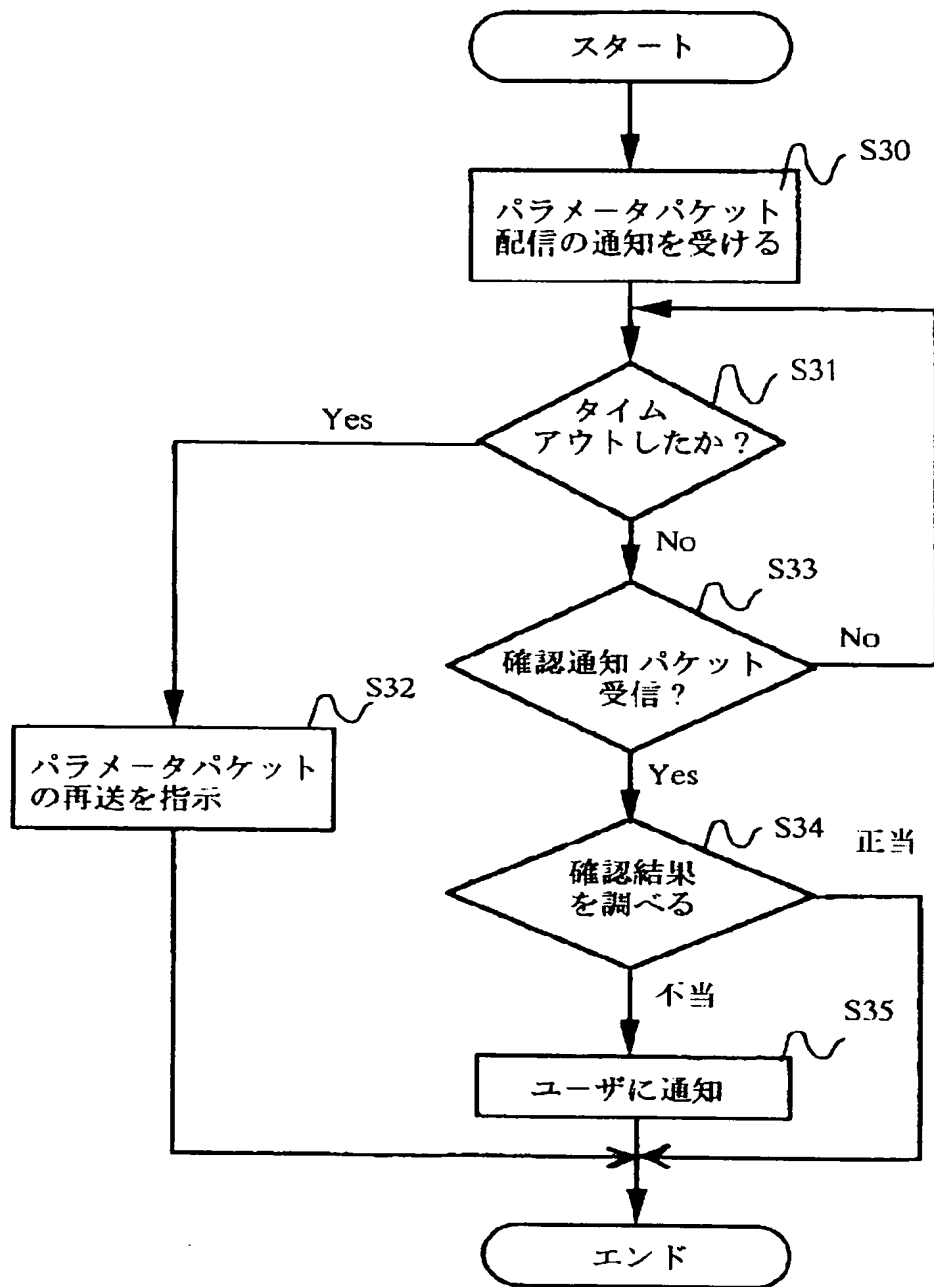 スタート
S30
パラメータパケット
配信の通知を受ける
S31
タイム
アウトしたか？
Yes
No
S33
確認通知 パケット
受信？
No
S32
パラメータパケット
の再送を指示
Yes
S34
正当
確認結果
を調べる
不当
S35
ユーザに通知
エンド